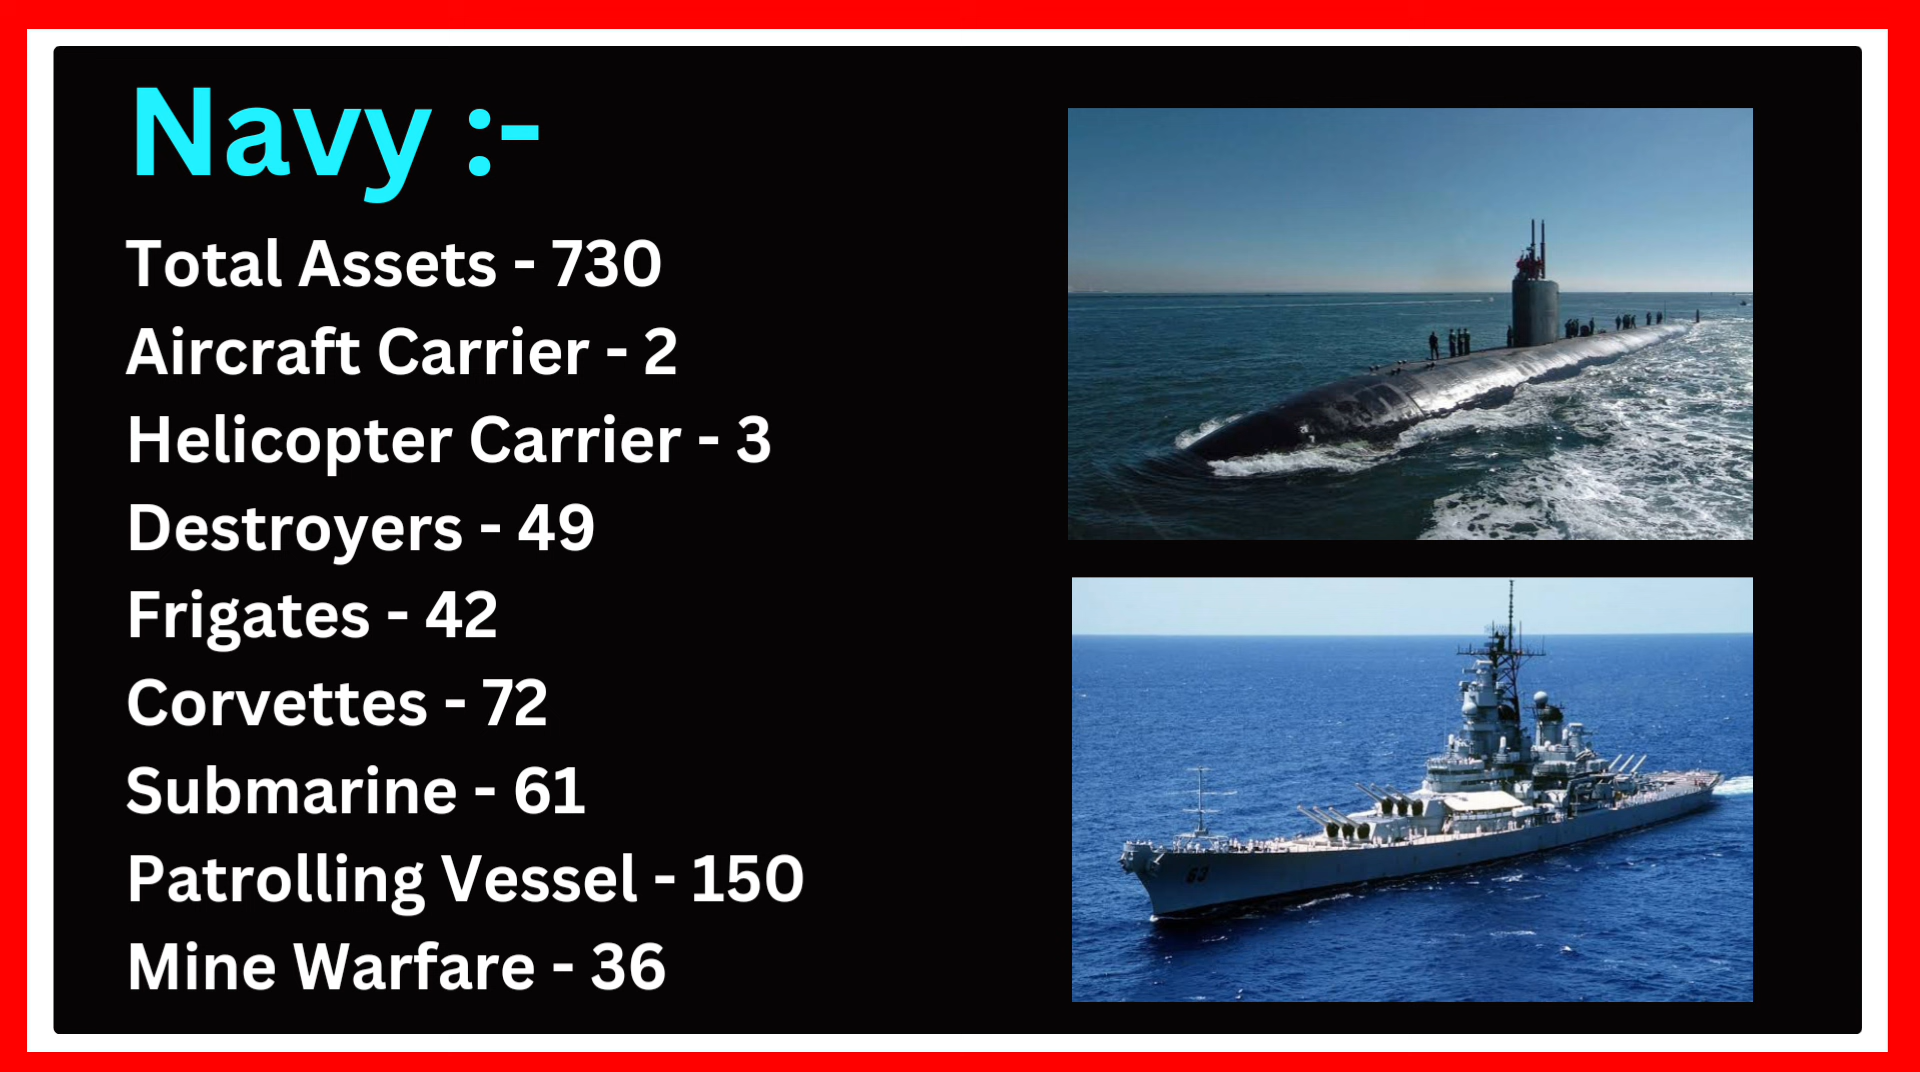 Navy :-
Total Assets - 730
Aircraft Carrier - 2
Helicopter Carrier - 3
Destroyers - 49
Frigates - 42
Corvettes - 72
Submarine - 61
Patrolling Vessel - 150
Mine Warfare - 36
63